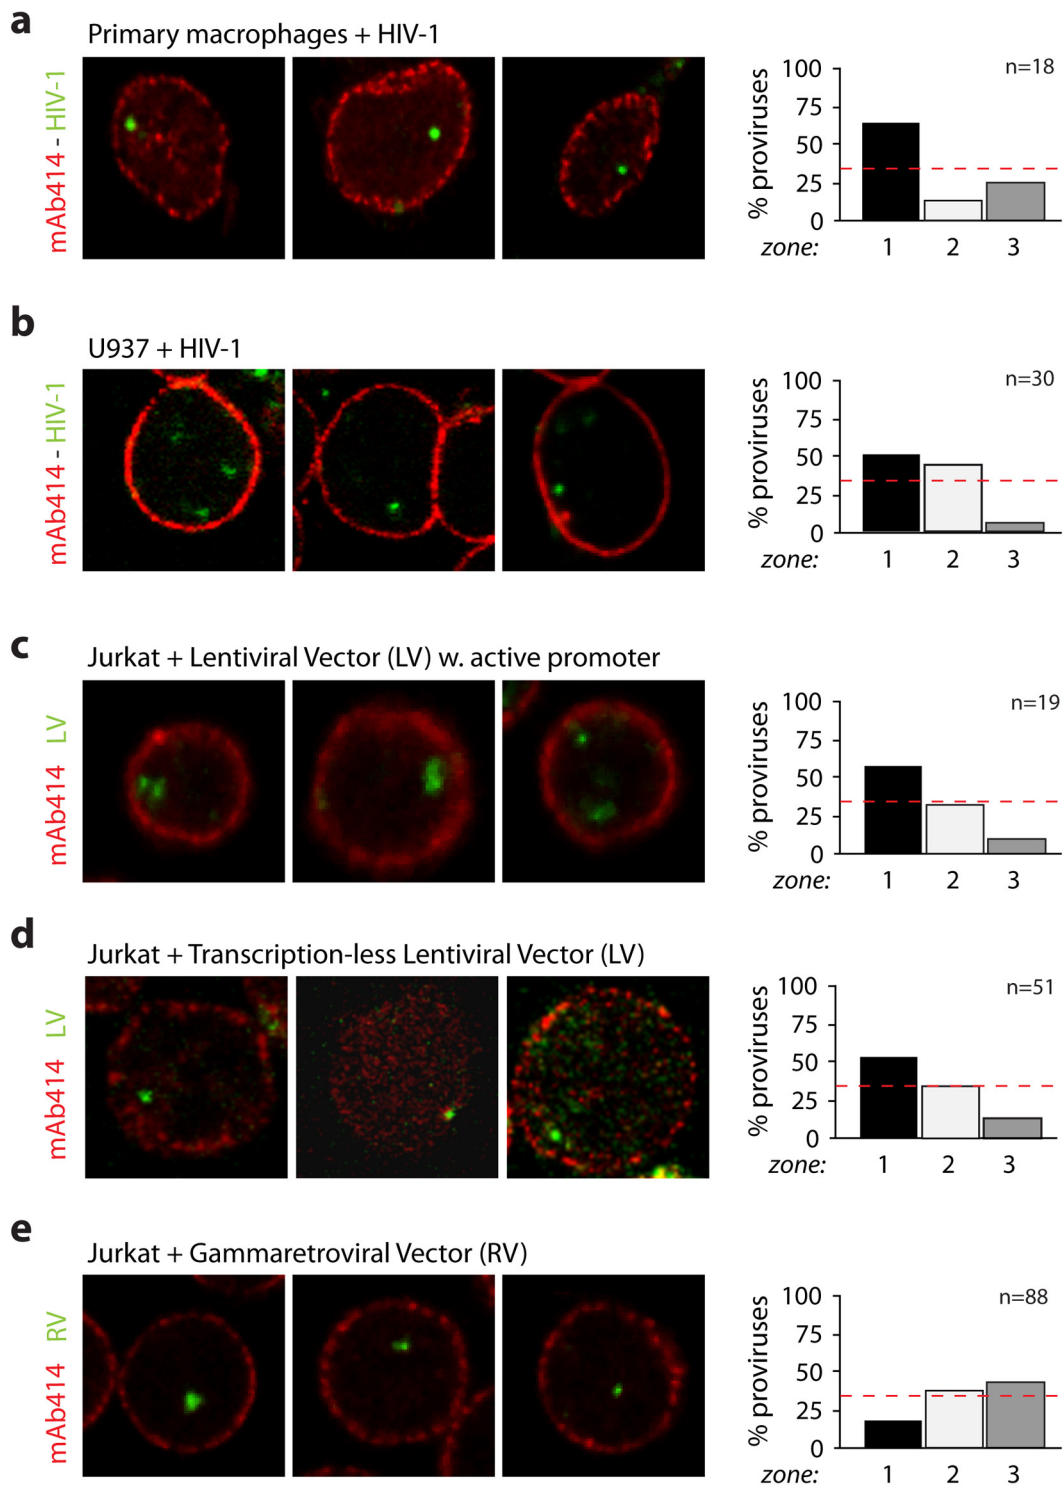 a
Primary macrophages + HIV-1
mAb414 - HIV-1
n=18
% proviruses
100
75
50
25
0
zone: 1 2 3
b
U937 + HIV-1
mAb414 - HIV-1
n=30
% proviruses
100
75
50
25
0
zone: 1 2 3
c
Jurkat + Lentiviral Vector (LV) w. active promoter
mAb414 LV
n=19
% proviruses
100
75
50
25
0
zone: 1 2 3
d
Jurkat + Transcription-less Lentiviral Vector (LV)
mAb414 LV
n=51
% proviruses
100
75
50
25
0
zone: 1 2 3
e
Jurkat + Gammaretroviral Vector (RV)
mAb414 RV
n=88
% proviruses
100
75
50
25
0
zone: 1 2 3